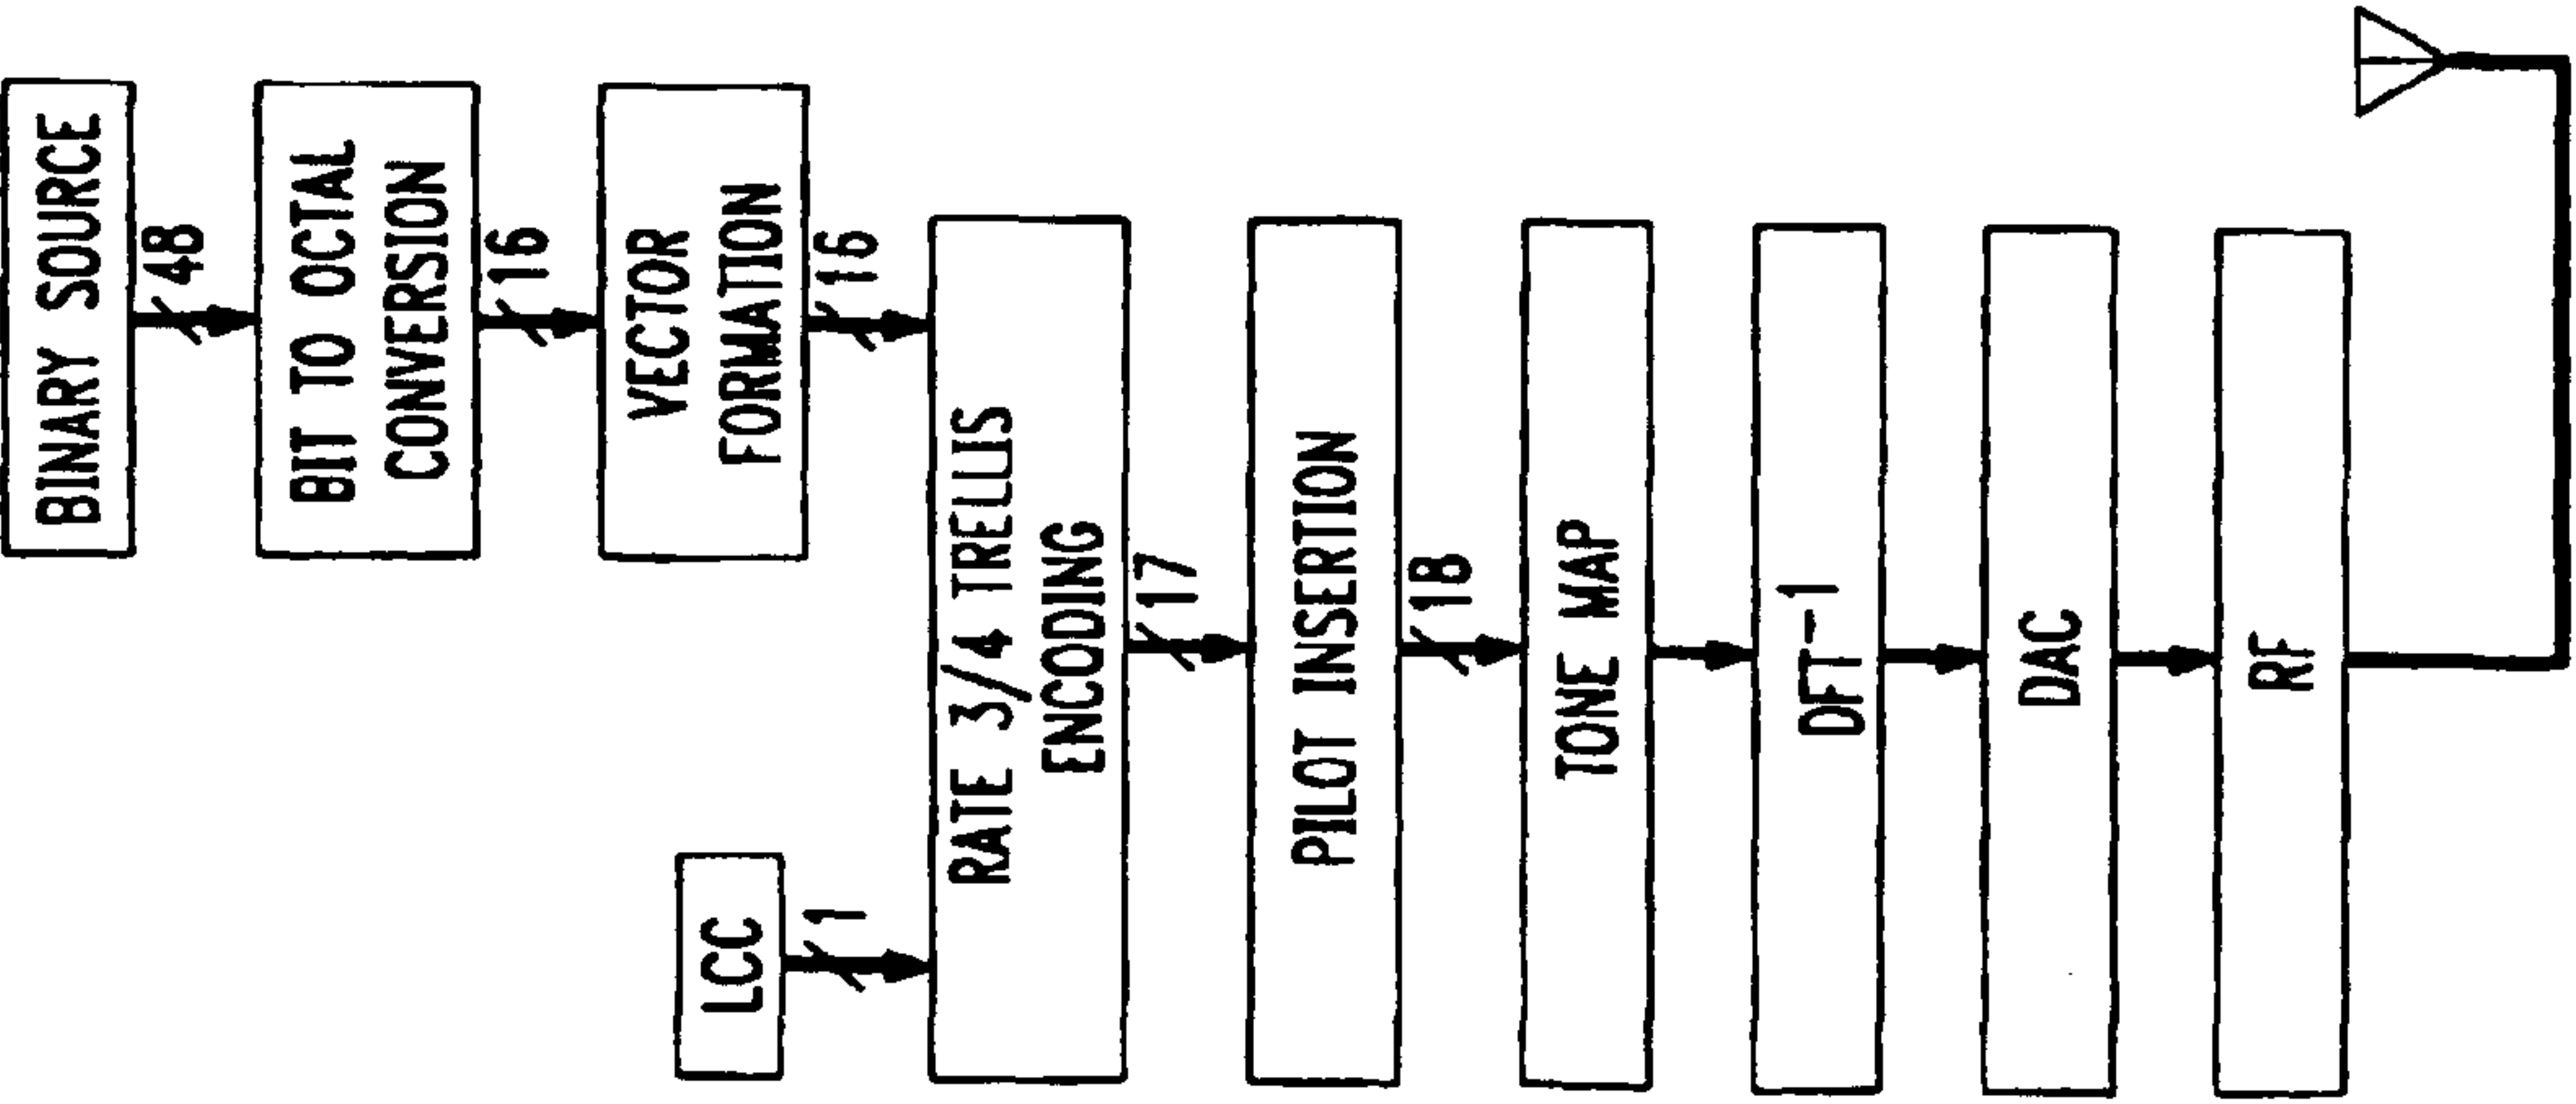 BINARY SOURCE
48
BIT TO OCTAL
CONVERSION
16
VECTOR
FORMATION
16
LCC
1
RATE 3/4 TRELLIS
ENCODING
17
PILOT INSERTION
18
TONE MAP
DFT⁻¹
DAC
RF